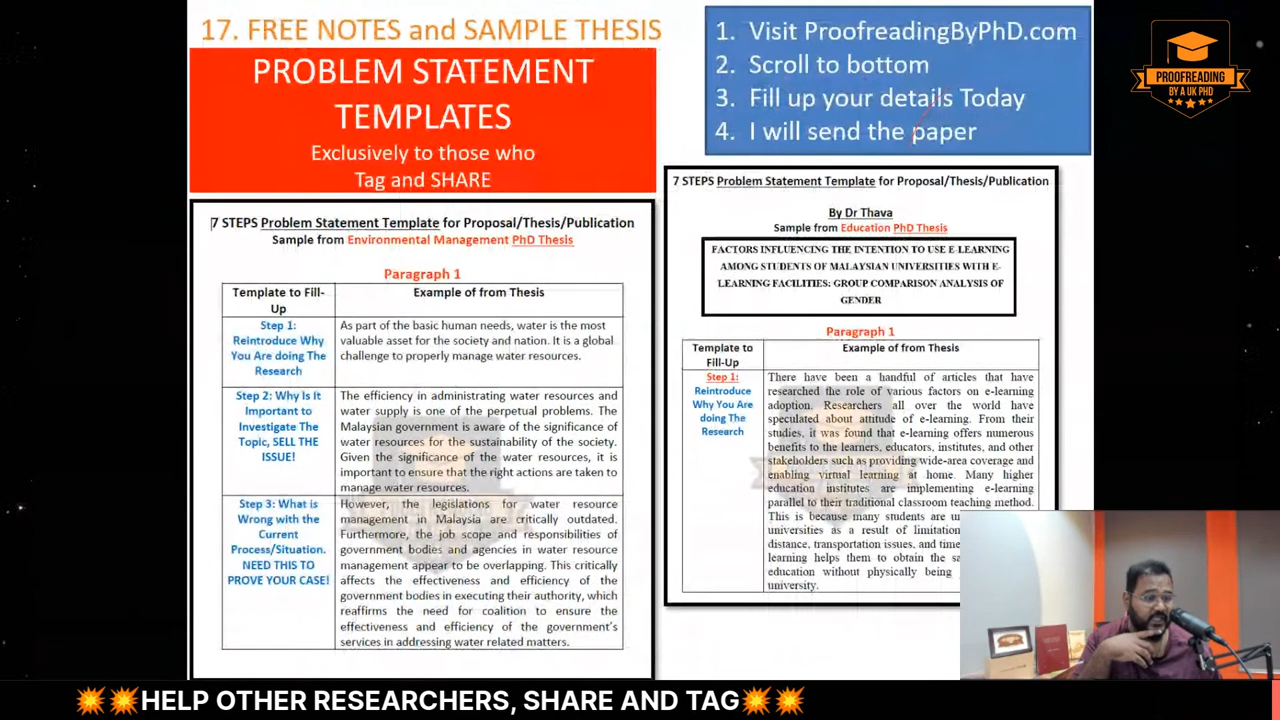 17. FREE NOTES and SAMPLE THESIS
PROBLEM STATEMENT
TEMPLATES
Exclusively to those who
Tag and SHARE
1. Visit ProofreadingByPhD.com
2. Scroll to bottom
3. Fill up your details Today
4. I will send the paper
PROOFREADING
BY A UK PHD
7 STEPS Problem Statement Template for Proposal/Thesis/Publication
Sample from Environmental Management PhD Thesis
Paragraph 1
Template to Fill-
Up
Example of from Thesis
Step 1:
Reintroduce Why
You Are doing The
Research
As part of the basic human needs, water is the most
valuable asset for the society and nation. It is a global
challenge to properly manage water resources.
Step 2: Why Is It
Important to
Investigate The
Topic, SELL THE
ISSUE!
The efficiency in administrating water resources and
water supply is one of the perpetual problems. The
Malaysian government is aware of the significance of
water resources for the sustainability of the society.
Given the significance of the water resources, it is
important to ensure that the right actions are taken to
manage water resources.
Step 3: What is
Wrong with the
Current
Process/Situation.
NEED THIS TO
PROVE YOUR CASE!
However, the legislations for water resource
management in Malaysia are critically outdated.
Furthermore, the job scope and responsibilities of
government bodies and agencies in water resource
management appear to be overlapping. This critically
affects the effectiveness and efficiency of the
government bodies in executing their authority, which
reaffirms the need for coalition to ensure the
effectiveness and efficiency of the government's
services in addressing water related matters.
7 STEPS Problem Statement Template for Proposal/Thesis/Publication
By Dr Thava
Sample from Education PhD Thesis
FACTORS INFLUENCING THE INTENTION TO USE E-LEARNING
AMONG STUDENTS OF MALAYSIAN UNIVERSITIES WITH E-
LEARNING FACILITIES: GROUP COMPARISON ANALYSIS OF
GENDER
Paragraph 1
Template to
Fill-Up
Example of from Thesis
Step 1:
Reintroduce
Why You Are
doing The
Research
There have been a handful of articles that have
researched the role of various factors on e-learning
adoption. Researchers all over the world have
speculated about attitude of e-learning. From their
studies, it was found that e-learning offers numerous
benefits to the learners, educators, institutes, and other
stakeholders such as providing wide-area coverage and
enabling virtual learning at home. Many higher
education institutes are implementing e-learning
parallel to their traditional classroom teaching method.
This is because many students are
universities as a result of
distance, transportation issues, and
learning helps them to obtain the
education without physically being
university.
💥💥HELP OTHER RESEARCHERS, SHARE AND TAG💥💥